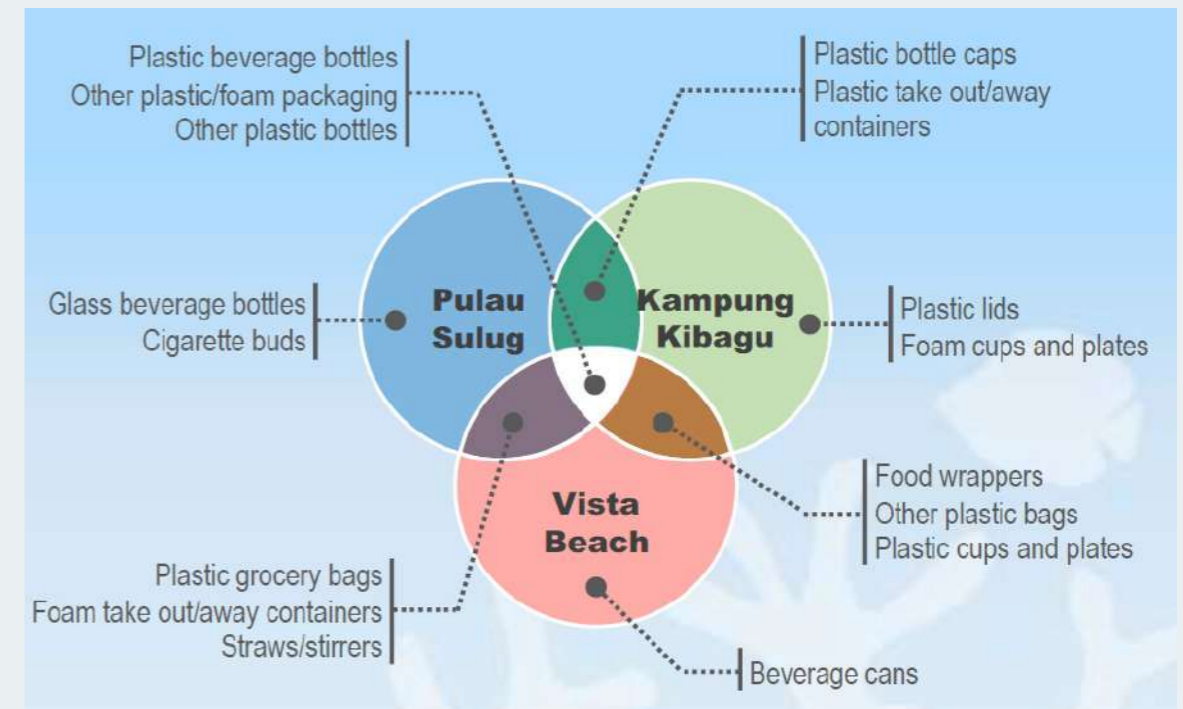 Plastic beverage bottles
Other plastic/foam packaging
Other plastic bottles
Plastic bottle caps
Plastic take out/away
containers
Glass beverage bottles
Cigarette buds
Pulau
Sulug
Kampung
Kibagu
Plastic lids
Foam cups and plates
Vista
Beach
Food wrappers
Other plastic bags
Plastic cups and plates
Plastic grocery bags
Foam take out/away containers
Straws/stirrers
Beverage cans